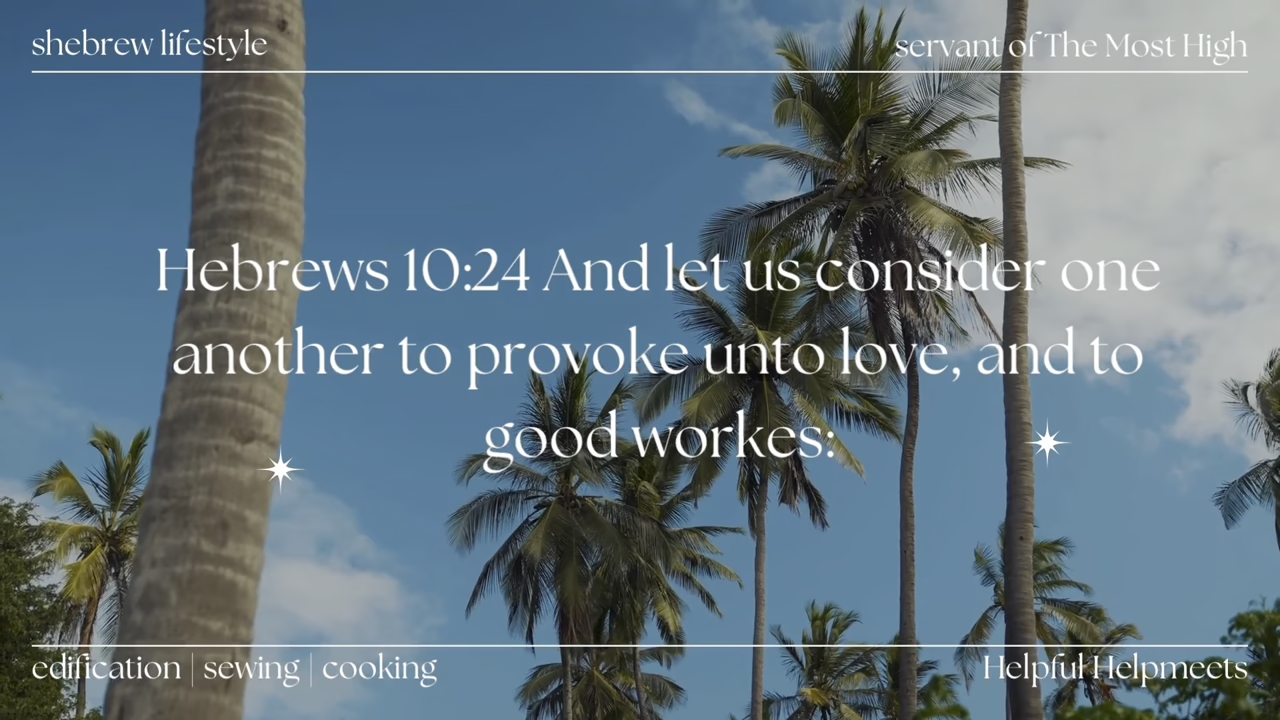 shebrew lifestyle
servant of The Most High
Hebrews 10:24 And let us consider one
another to provoke unto love, and to
good workes:
edification | sewing | cooking
Helpful Helpmeets